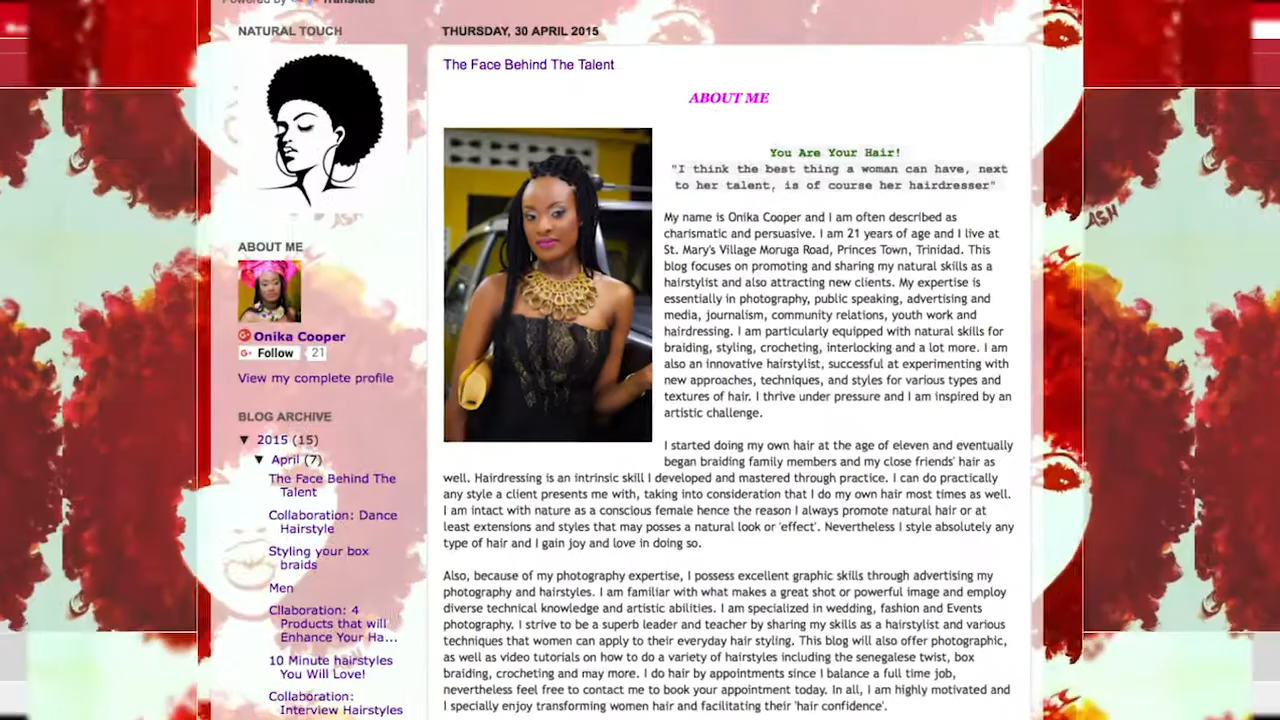 Powered by Translate
NATURAL TOUCH
ABOUT ME
Onika Cooper
Follow 21
View my complete profile
BLOG ARCHIVE
▼ 2015 (15)
▼ April (7)
The Face Behind The
Talent
Collaboration: Dance
Hairstyle
Styling your box
braids
Men
Cllaboration: 4
Products that will
Enhance Your Ha...
10 Minute hairstyles
You Will Love!
Collaboration:
Interview Hairstyles
THURSDAY, 30 APRIL 2015
The Face Behind The Talent
ABOUT ME
You Are Your Hair!
"I think the best thing a woman can have, next
to her talent, is of course her hairdresser"
My name is Onika Cooper and I am often described as
charismatic and persuasive. I am 21 years of age and I live at
St. Mary's Village Moruga Road, Princes Town, Trinidad. This
blog focuses on promoting and sharing my natural skills as a
hairstylist and also attracting new clients. My expertise is
essentially in photography, public speaking, advertising and
media, journalism, community relations, youth work and
hairdressing. I am particularly equipped with natural skills for
braiding, styling, crocheting, interlocking and a lot more. I am
also an innovative hairstylist, successful at experimenting with
new approaches, techniques, and styles for various types and
textures of hair. I thrive under pressure and I am inspired by an
artistic challenge.
I started doing my own hair at the age of eleven and eventually
began braiding family members and my close friends' hair as
well. Hairdressing is an intrinsic skill I developed and mastered through practice. I can do practically
any style a client presents me with, taking into consideration that I do my own hair most times as well.
I am intact with nature as a conscious female hence the reason I always promote natural hair or at
least extensions and styles that may posses a natural look or 'effect'. Nevertheless I style absolutely any
type of hair and I gain joy and love in doing so.
Also, because of my photography expertise, I possess excellent graphic skills through advertising my
photography and hairstyles. I am familiar with what makes a great shot or powerful image and employ
diverse technical knowledge and artistic abilities. I am specialized in wedding, fashion and Events
photography. I strive to be a superb leader and teacher by sharing my skills as a hairstylist and various
techniques that women can apply to their everyday hair styling. This blog will also offer photographic,
as well as video tutorials on how to do a variety of hairstyles including the senegalese twist, box
braiding, crocheting and may more. I do hair by appointments since I balance a full time job,
nevertheless feel free to contact me to book your appointment today. In all, I am highly motivated and
I specially enjoy transforming women hair and facilitating their 'hair confidence'.
ASH